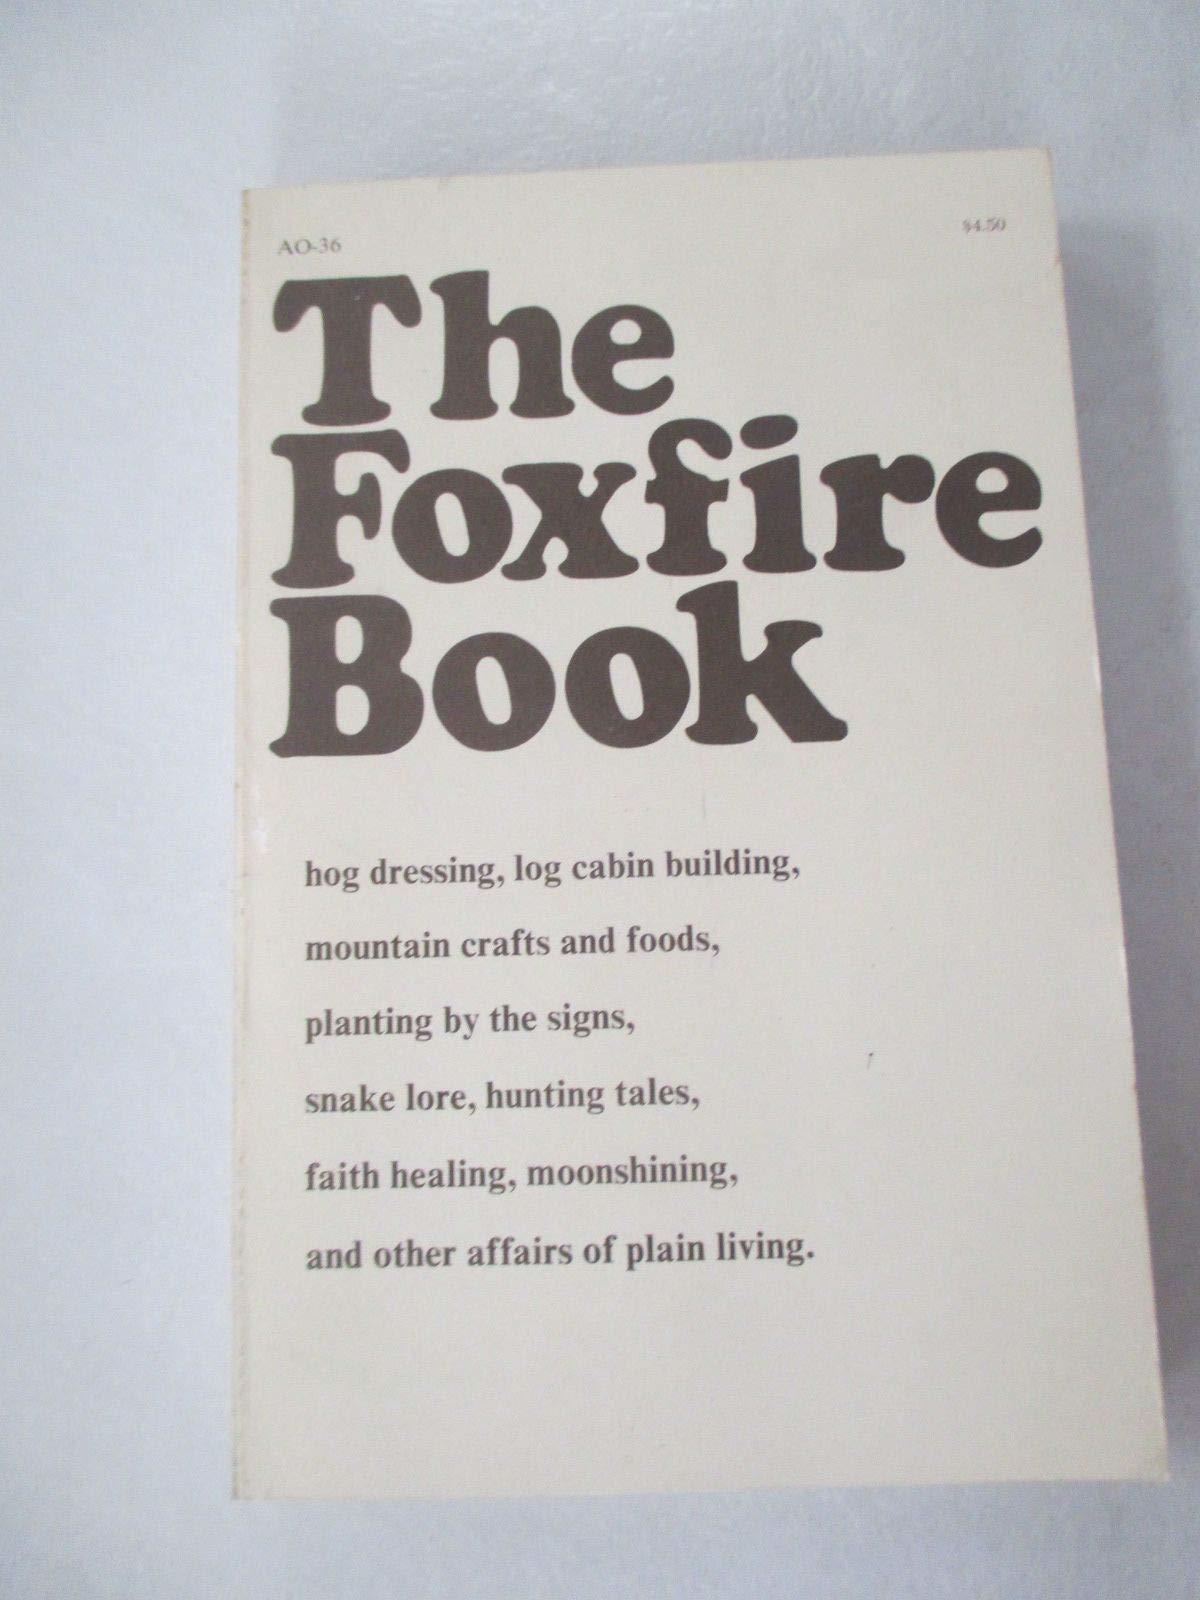 AO-36
$4.50
The
Foxfire
Book
hog dressing, log cabin building,
mountain crafts and foods,
planting by the signs,
snake lore, hunting tales,
faith healing, moonshining,
and other affairs of plain living.